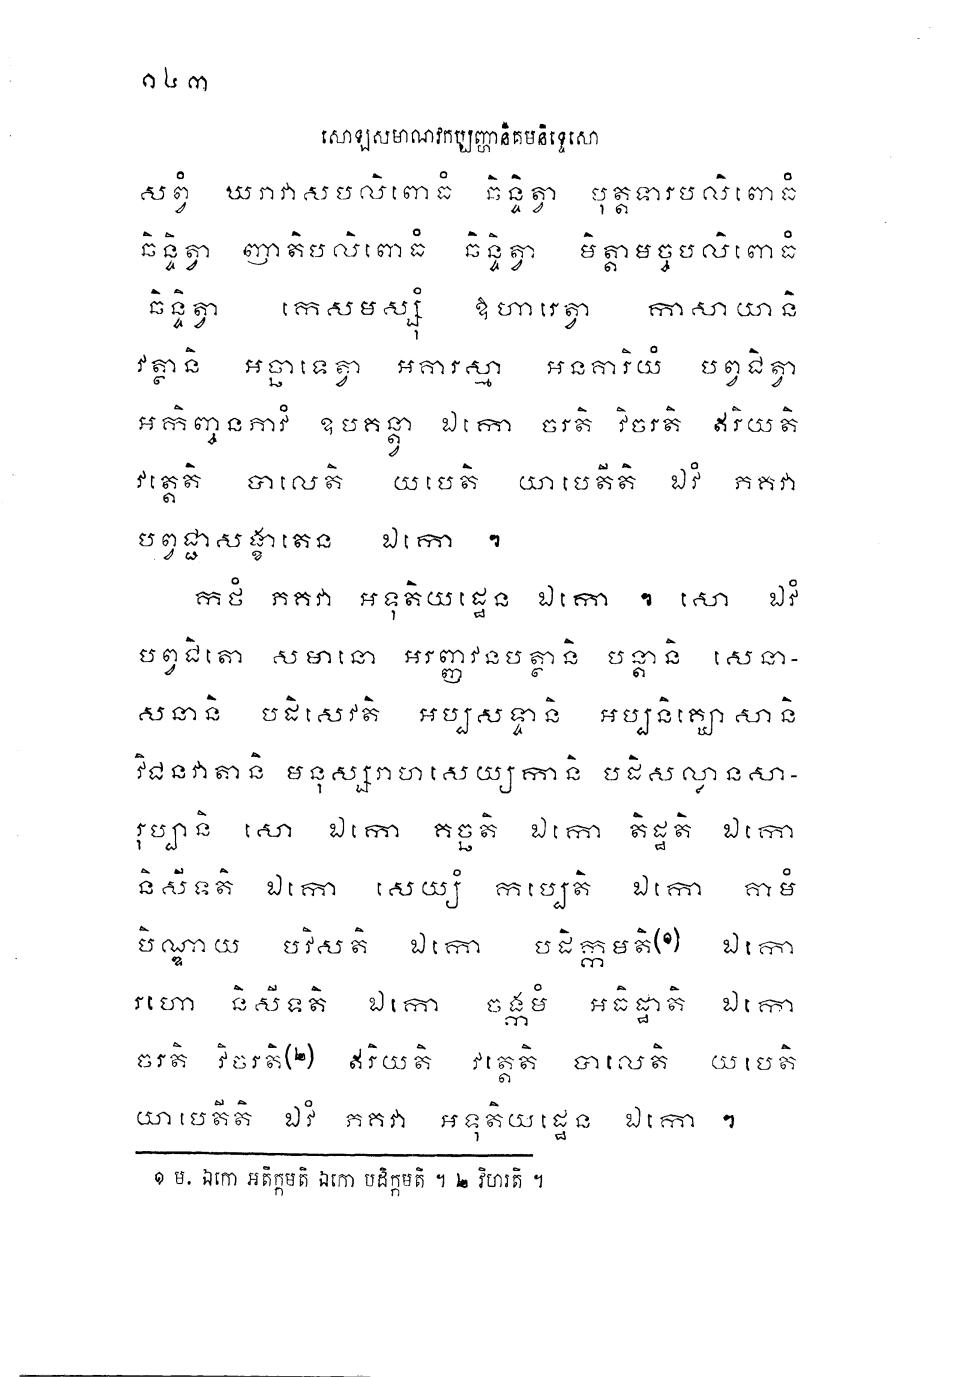 ១៤៣
សោឡសមាណវកប្បញ្ហានិគមនិទ្ទេសោ
សព្វំ ឃរាវាសបលិពោធំ ឆិន្ទិត្វា បុត្តទារបលិពោធំ
ឆិន្ទិត្វា ញាតិបលិពោធំ ឆិន្ទិត្វា មិត្តាមច្ចបលិពោធំ
ឆិន្ទិត្វា កេសមស្សុំ ឱហារេត្វា កាសាយានិ
វត្ថានិ អច្ឆាទេត្វា អគារស្មា អនគារិយំ បព្វជិត្វា
អកិញ្ចនភាវំ ឧបគន្ត្វា ឯកោ ចរតិ វិចរតិ ឥរិយតិ
វត្តេតិ បាលេតិ យបេតិ យាបេតីតិ ឯវំ ភគវា
បព្វជ្ជាសង្ខាតេន ឯកោ ។
កថំ ភគវា អទុតិយដ្ឋេន ឯកោ ។ សោ ឯវំ
បព្វជិតោ សមានោ អរញ្ញវនបត្ថានិ បន្តានិ សេនា-
សនានិ បដិសេវតិ អប្បសទ្ទានិ អប្បនិគ្ឃោសានិ
វិជនវាតានិ មនុស្សរាហសេយ្យកានិ បដិសល្លានសា-
រុប្បានិ សោ ឯកោ គច្ឆតិ ឯកោ តិដ្ឋតិ ឯកោ
និសីទតិ ឯកោ សេយ្យំ កប្បេតិ ឯកោ គាមំ
បិណ្ឌាយ បវិសតិ ឯកោ បដិក្កមតិ(១) ឯកោ
រហោ និសីទតិ ឯកោ ចង្កមំ អធិដ្ឋាតិ ឯកោ
ចរតិ វិចរតិ(២) ឥរិយតិ វត្តេតិ បាលេតិ យបេតិ
យាបេតីតិ ឯវំ ភគវា អទុតិយដ្ឋេន ឯកោ ។
១ ម. ឯកោ អតិក្កមតិ ឯកោ បដិក្កមតិ ។ ២ វិហរតិ ។